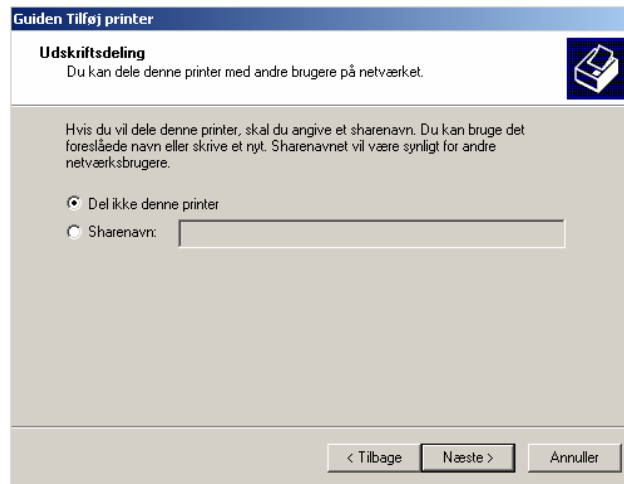 Guiden Tilføj printer
Udskriftsdeling
Du kan dele denne printer med andre brugere på netværket.
Hvis du vil dele denne printer, skal du angive et sharenavn. Du kan bruge det
foreslåede navn eller skrive et nyt. Sharenavnet vil være synligt for andre
netværksbrugere.
Del ikke denne printer
Sharenavn:
< Tilbage Næste > Annuller